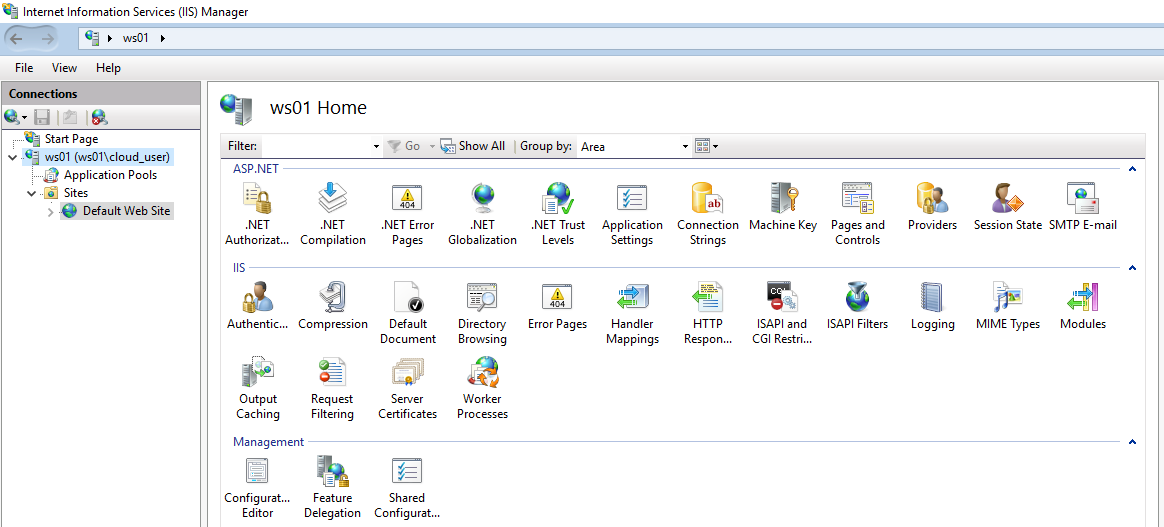 Internet Information Services (IIS) Manager
ws01
File View Help
Connections
Start Page
ws01 (ws01\cloud_user)
Application Pools
Sites
Default Web Site
ws01 Home
Filter: Go Show All Group by: Area
ASP.NET
.NET .NET .NET Error .NET .NET Trust Application Connection Machine Key Pages and Providers Session State SMTP E-mail
Authorizat... Compilation Pages Globalization Levels Settings Strings Controls
IIS
Authentic... Compression Default Directory Error Pages Handler HTTP ISAPI and ISAPI Filters Logging MIME Types Modules
Document Browsing Mappings Respon... CGI Restri...
Output Request Server Worker
Caching Filtering Certificates Processes
Management
Configurat... Feature Shared
Editor Delegation Configurat...